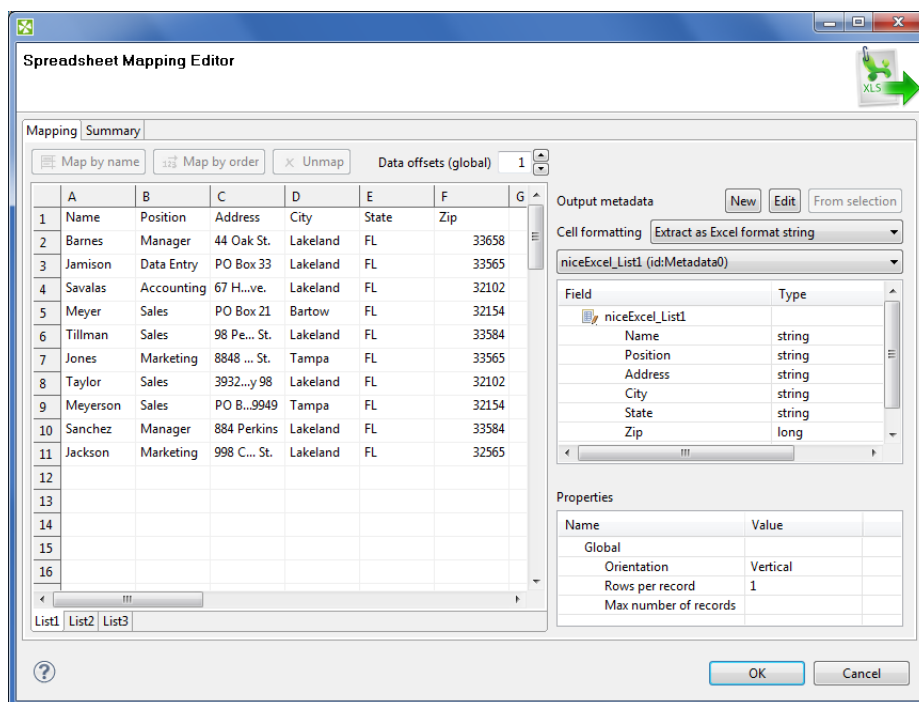 Spreadsheet Mapping Editor
XLS
Mapping Summary
Map by name Map by order Unmap Data offsets (global) 1
A B C D E F G
1 Name Position Address City State Zip
2 Barnes Manager 44 Oak St. Lakeland FL 33658
3 Jamison Data Entry PO Box 33 Lakeland FL 33565
4 Savalas Accounting 67 H...ve. Lakeland FL 32102
5 Meyer Sales PO Box 21 Bartow FL 32154
6 Tillman Sales 98 Pe... St. Lakeland FL 33584
7 Jones Marketing 8848 ... St. Tampa FL 33565
8 Taylor Sales 3932...y 98 Lakeland FL 32102
9 Meyerson Sales PO B...9949 Tampa FL 32154
10 Sanchez Manager 884 Perkins Lakeland FL 33584
11 Jackson Marketing 998 C... St. Lakeland FL 32565
12
13
14
15
16
List1 List2 List3
Output metadata New Edit From selection
Cell formatting Extract as Excel format string
niceExcel_List1 (id:Metadata0)
Field Type
niceExcel_List1
Name string
Position string
Address string
City string
State string
Zip long
Properties
Name Value
Global
Orientation Vertical
Rows per record 1
Max number of records
? OK Cancel